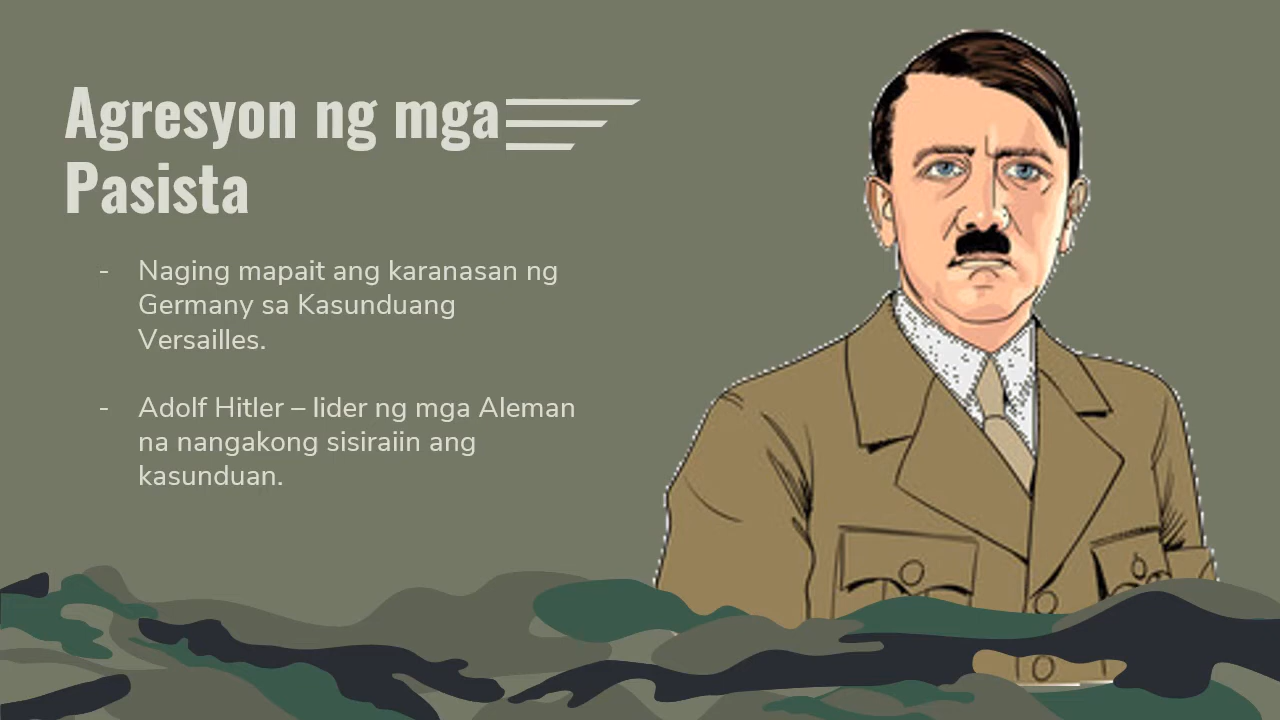 Agresyon ng mga
Pasista
- Naging mapait ang karanasan ng
Germany sa Kasunduang
Versailles.
- Adolf Hitler – lider ng mga Aleman
na nangakong sisiraiin ang
kasunduan.